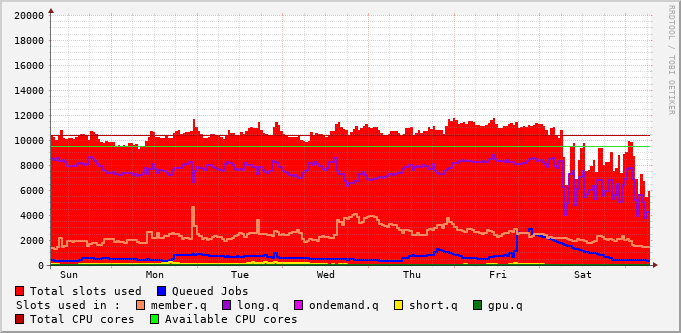 20000
18000
16000
14000
12000
10000
8000
6000
4000
2000
0
Sun Mon Tue Wed Thu Fri Sat
RRDTOOL / TOBI OETIKER
Total slots used Queued Jobs
Slots used in : member.q long.q ondemand.q short.q gpu.q
Total CPU cores Available CPU cores